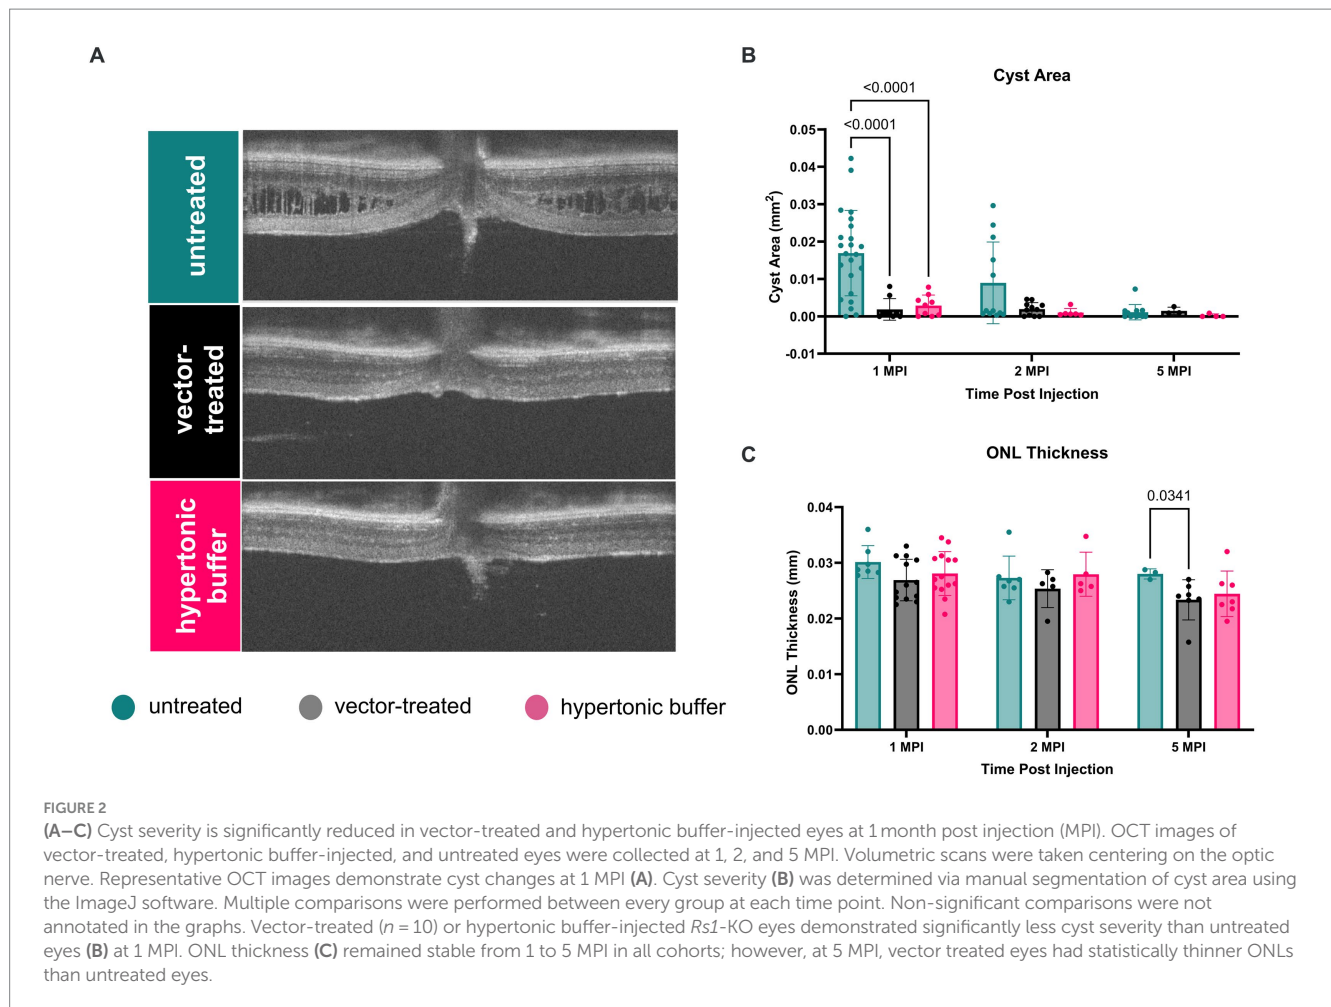 A
untreated
vector-
treated
hypertonic
buffer
untreated
vector-treated
hypertonic buffer
B
Cyst Area
<0.0001
<0.0001
0.05
0.04
0.03
0.02
0.01
0.00
-0.01
Cyst Area (mm²)
1 MPI
2 MPI
5 MPI
Time Post Injection
C
ONL Thickness
0.0341
0.04
0.03
0.02
0.01
0.00
ONL Thickness (mm)
1 MPI
2 MPI
5 MPI
Time Post Injection
FIGURE 2
(A–C) Cyst severity is significantly reduced in vector-treated and hypertonic buffer-injected eyes at 1 month post injection (MPI). OCT images of
vector-treated, hypertonic buffer-injected, and untreated eyes were collected at 1, 2, and 5 MPI. Volumetric scans were taken centering on the optic
nerve. Representative OCT images demonstrate cyst changes at 1 MPI (A). Cyst severity (B) was determined via manual segmentation of cyst area using
the ImageJ software. Multiple comparisons were performed between every group at each time point. Non-significant comparisons were not
annotated in the graphs. Vector-treated (n = 10) or hypertonic buffer-injected Rs1-KO eyes demonstrated significantly less cyst severity than untreated
eyes (B) at 1 MPI. ONL thickness (C) remained stable from 1 to 5 MPI in all cohorts; however, at 5 MPI, vector treated eyes had statistically thinner ONLs
than untreated eyes.